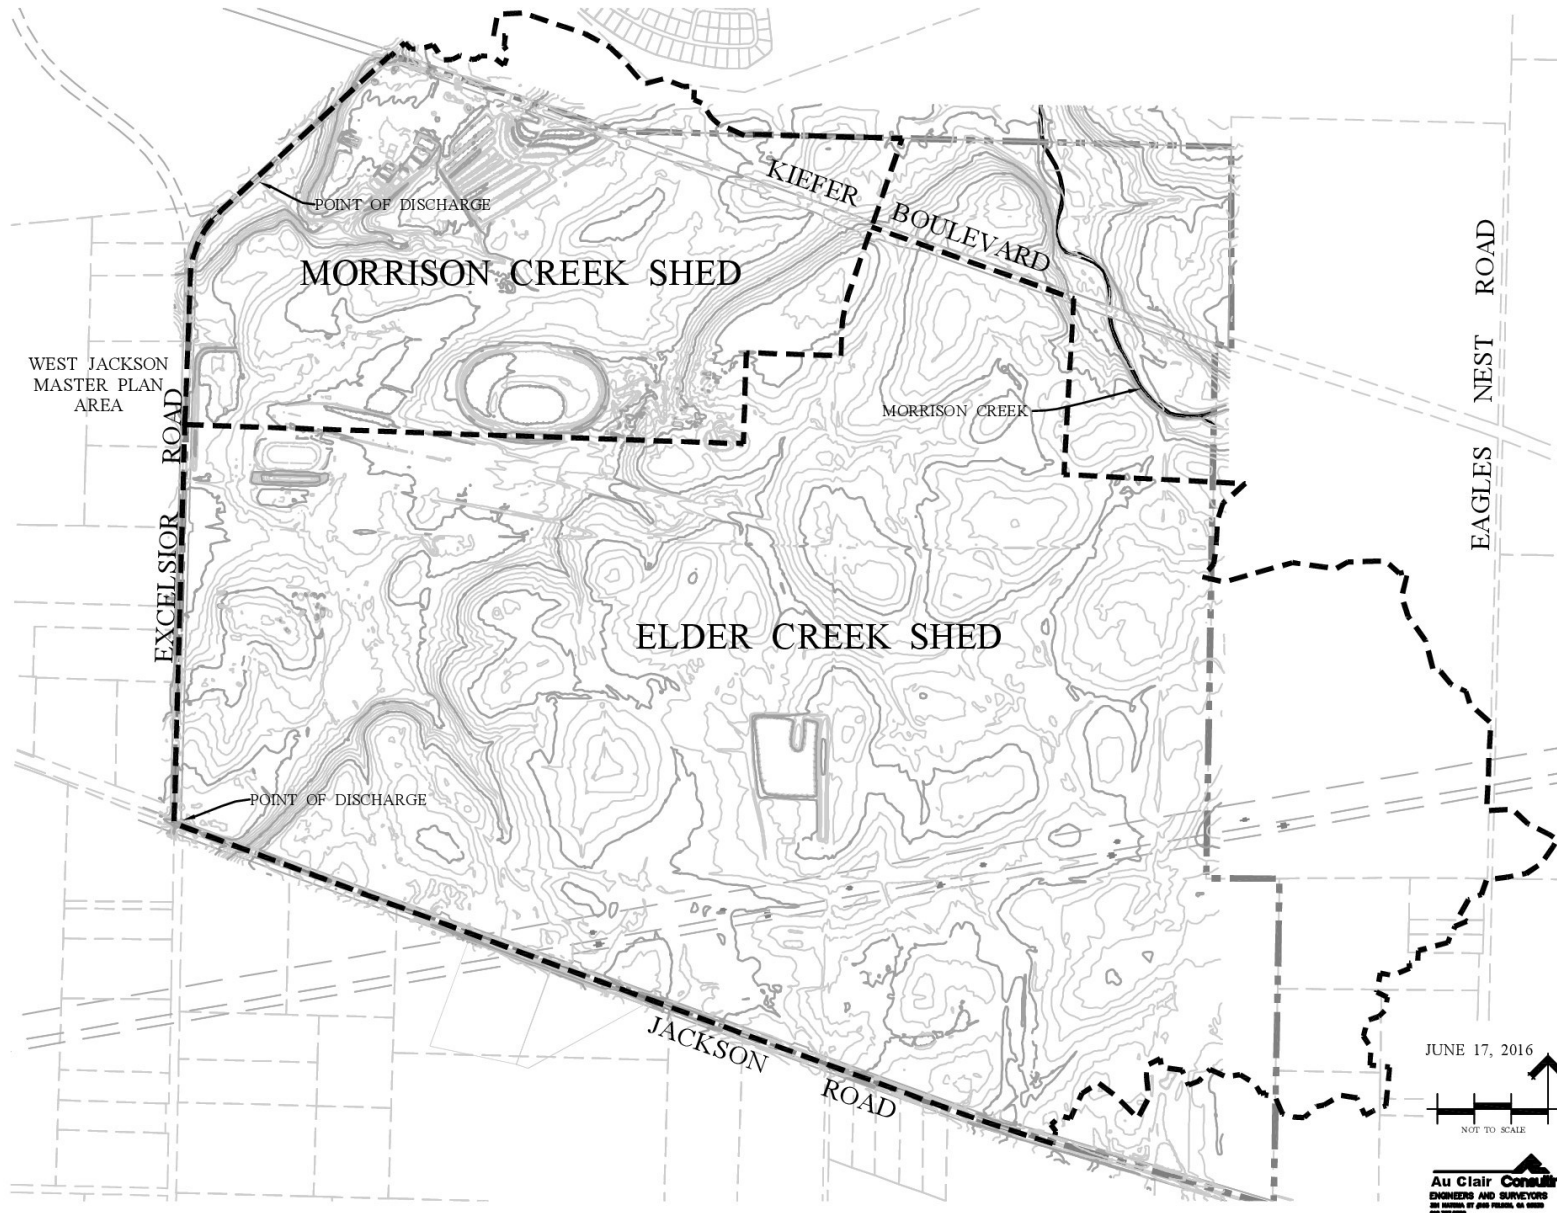 KIEFER BOULEVARD
POINT OF DISCHARGE
MORRISON CREEK SHED
EAGLES NEST ROAD
WEST JACKSON
MASTER PLAN
AREA
EXCELSIOR ROAD
MORRISON CREEK
ELDER CREEK SHED
POINT OF DISCHARGE
JACKSON ROAD
JUNE 17, 2016
NOT TO SCALE
Au Clair Consultin
ENGINEERS AND SURVEYORS